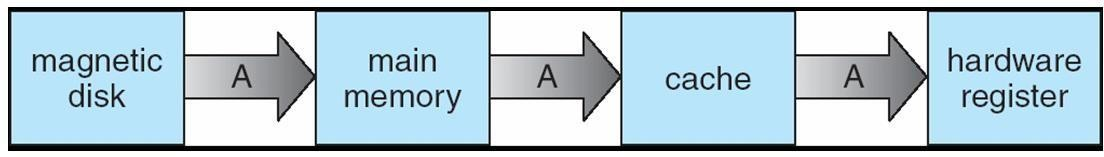 magnetic
disk
A
main
memory
A
cache
A
hardware
register